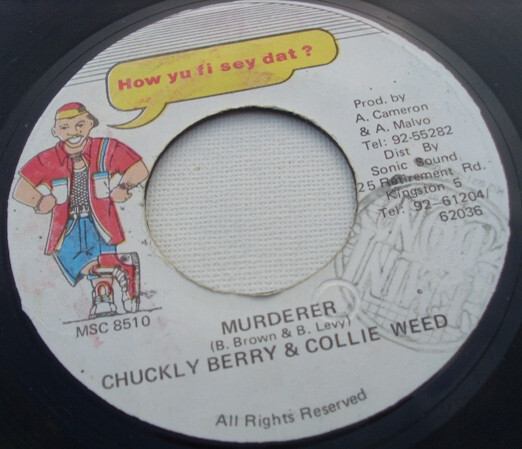 How yu fi sey dat ?
Prod. by
A. Cameron
& A. Malvo
Tel: 92-55282
Dist By
Sonic Sound
25 Retirement Rd.
Kingston 5
Tel: 92-61204/
62036
MSC 8510
MURDERER
(B. Brown & B. Levy)
CHUCKLY BERRY & COLLIE WEED
All Rights Reserved